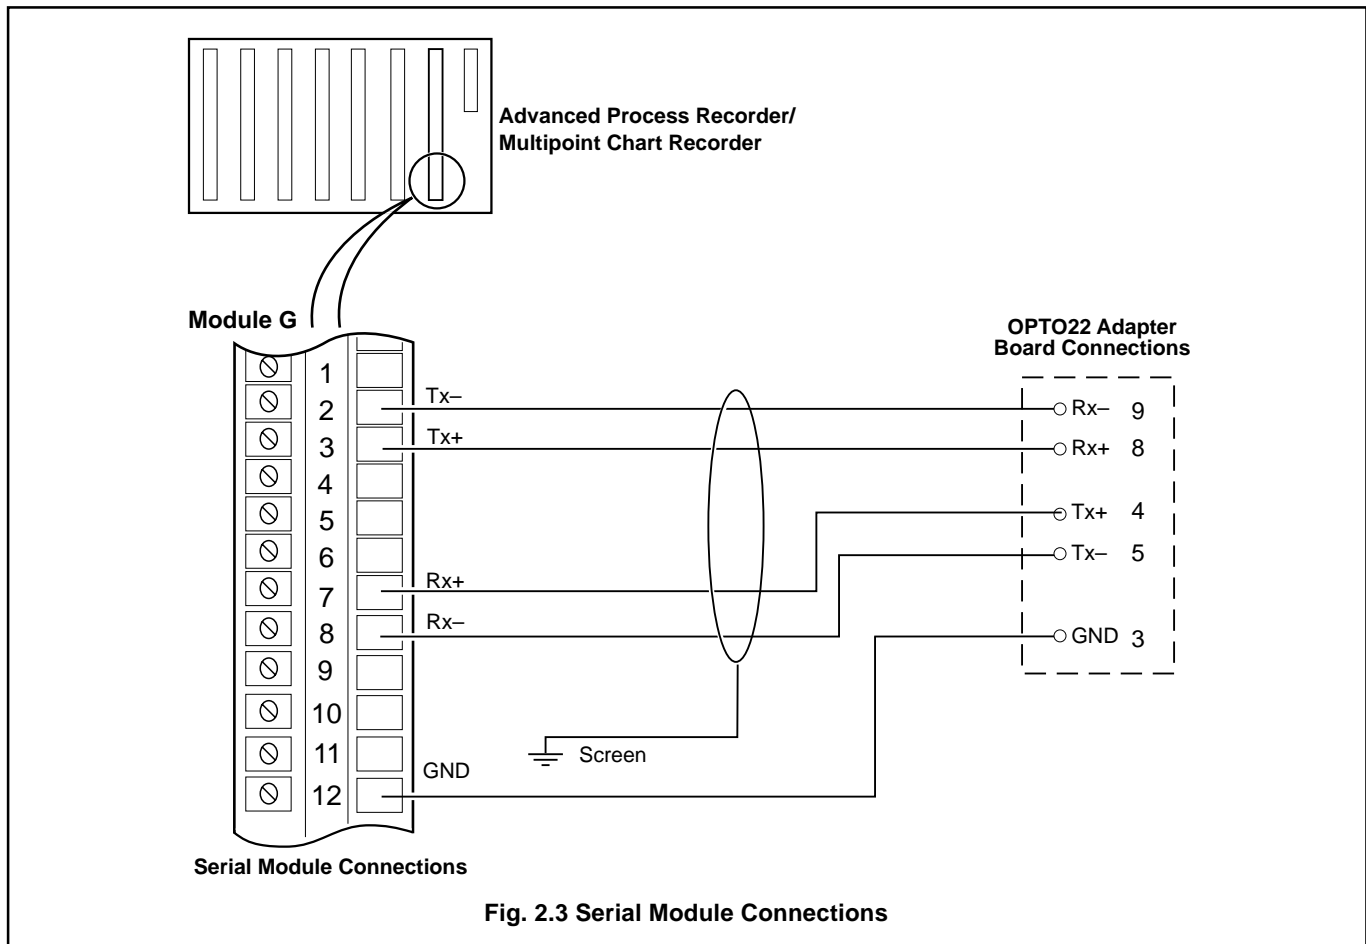 Advanced Process Recorder/
Multipoint Chart Recorder
Module G
OPTO22 Adapter
Board Connections
1
2 Tx– Rx– 9
3 Tx+ Rx+ 8
4
5 Tx+ 4
6 Tx– 5
7 Rx+
8 Rx– GND 3
9
10
11 Screen
12 GND
Serial Module Connections
Fig. 2.3 Serial Module Connections